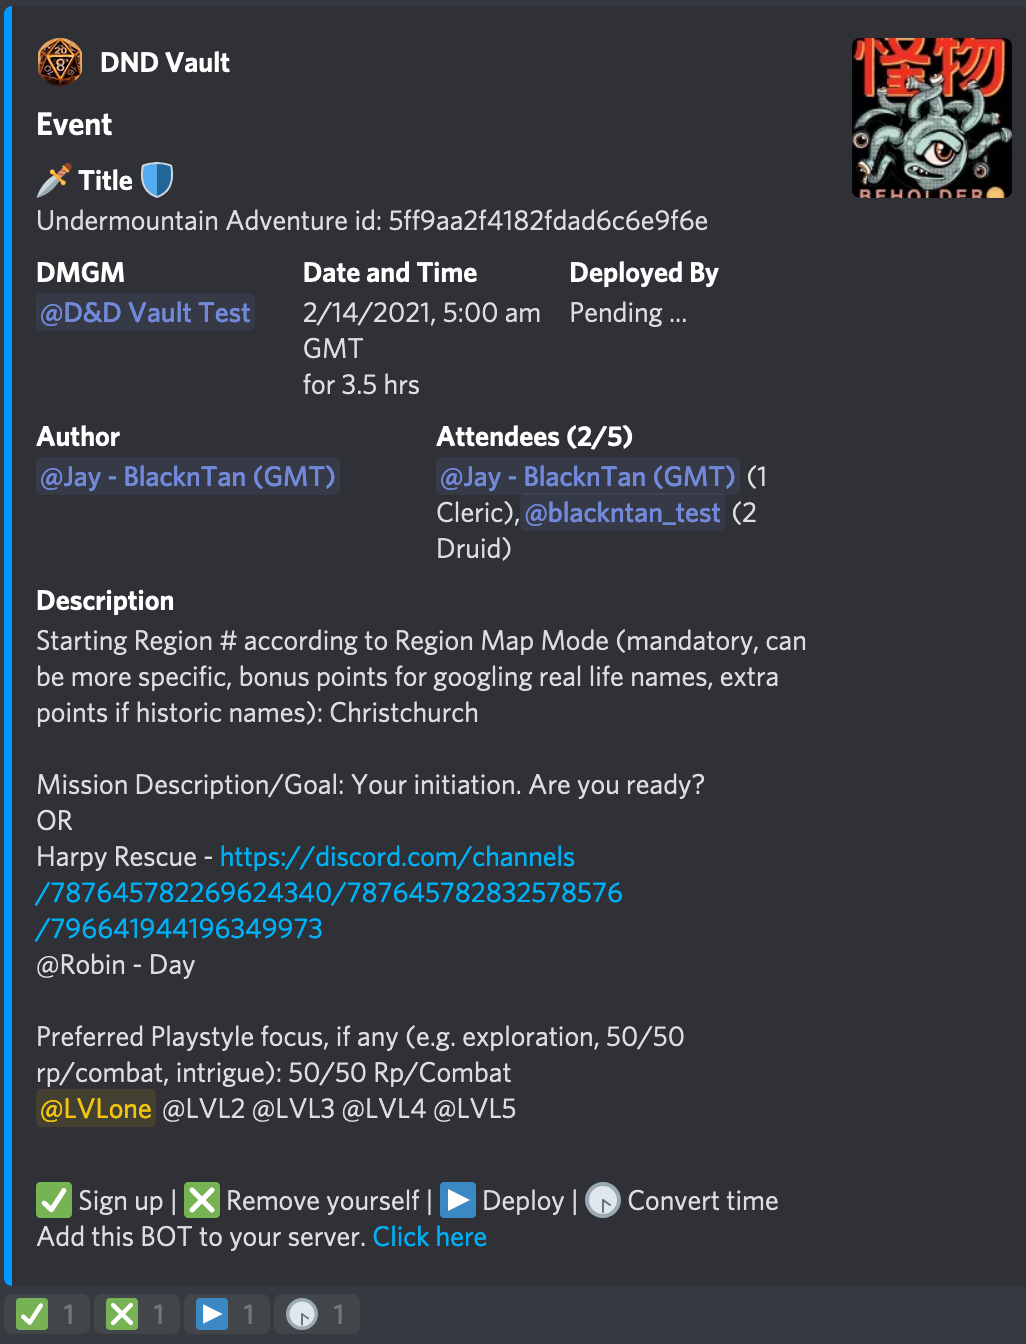 DND Vault
怪物
BEHOLDER
Event
Title
Undermountain Adventure id: 5ff9aa2f4182fdad6c6e9f6e
DMGM
@D&D Vault Test
Date and Time
2/14/2021, 5:00 am
GMT
for 3.5 hrs
Deployed By
Pending ...
Author
@Jay - BlacknTan (GMT)
Attendees (2/5)
@Jay - BlacknTan (GMT) (1
Cleric), @blackntan_test (2
Druid)
Description
Starting Region # according to Region Map Mode (mandatory, can
be more specific, bonus points for googling real life names, extra
points if historic names): Christchurch
Mission Description/Goal: Your initiation. Are you ready?
OR
Harpy Rescue - https://discord.com/channels
/787645782269624340/787645782832578576
/796641944196349973
@Robin - Day
Preferred Playstyle focus, if any (e.g. exploration, 50/50
rp/combat, intrigue): 50/50 Rp/Combat
@LVLone @LVL2 @LVL3 @LVL4 @LVL5
Sign up | Remove yourself | Deploy | Convert time
Add this BOT to your server. Click here
1 1 1 1